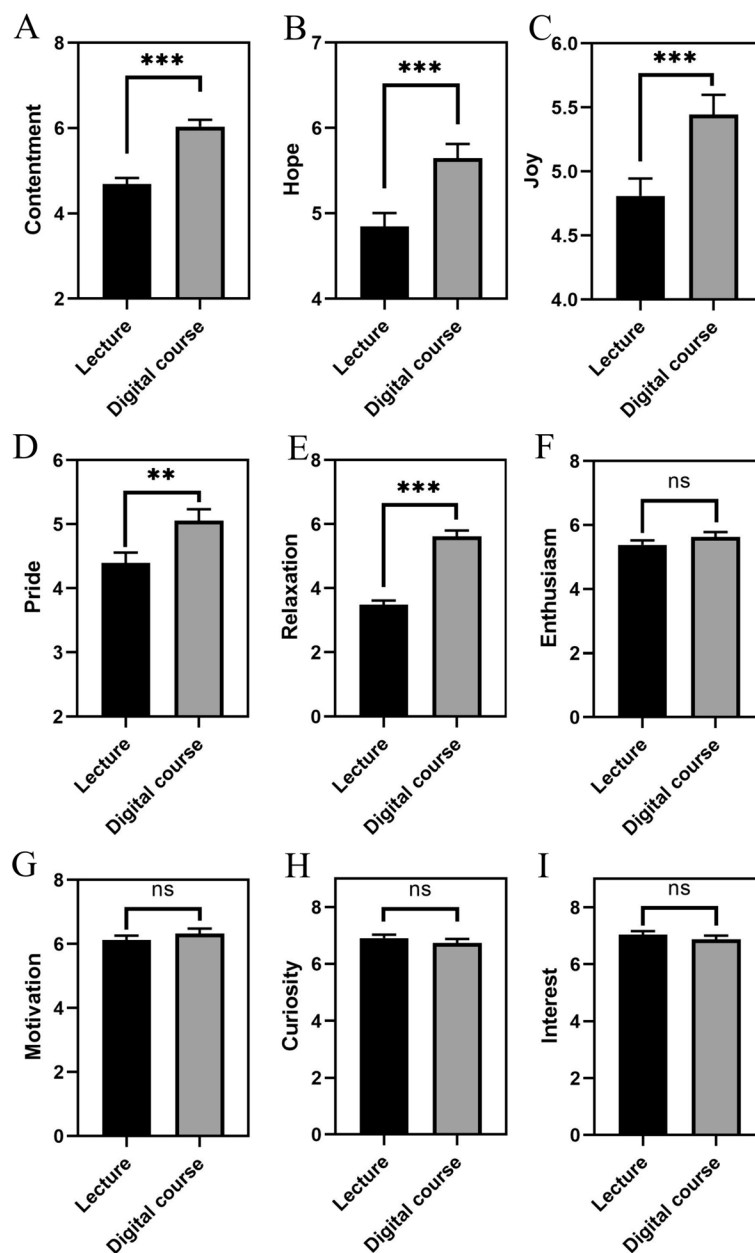 A
Contentment
8
6
4
2
***
Lecture
Digital course
B
Hope
7
6
5
4
***
Lecture
Digital course
C
Joy
6.0
5.5
5.0
4.5
4.0
***
Lecture
Digital course
D
Pride
6
5
4
3
2
**
Lecture
Digital course
E
Relaxation
8
6
4
2
0
***
Lecture
Digital course
F
Enthusiasm
8
6
4
2
0
ns
Lecture
Digital course
G
Motivation
8
6
4
2
0
ns
Lecture
Digital course
H
Curiosity
8
6
4
2
0
ns
Lecture
Digital course
I
Interest
8
6
4
2
0
ns
Lecture
Digital course